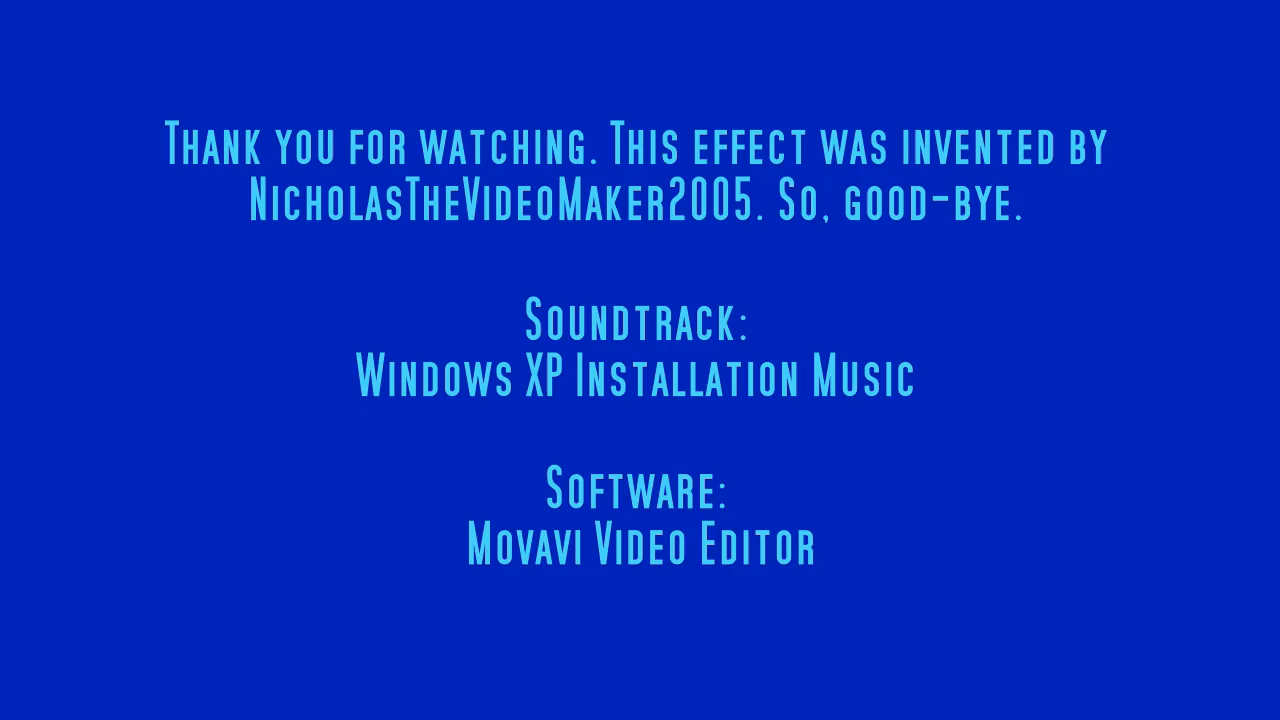 Thank you for watching. This effect was invented by
NicholasTheVideoMaker2005. So, good-bye.
Soundtrack:
Windows XP Installation Music
Software:
Movavi Video Editor